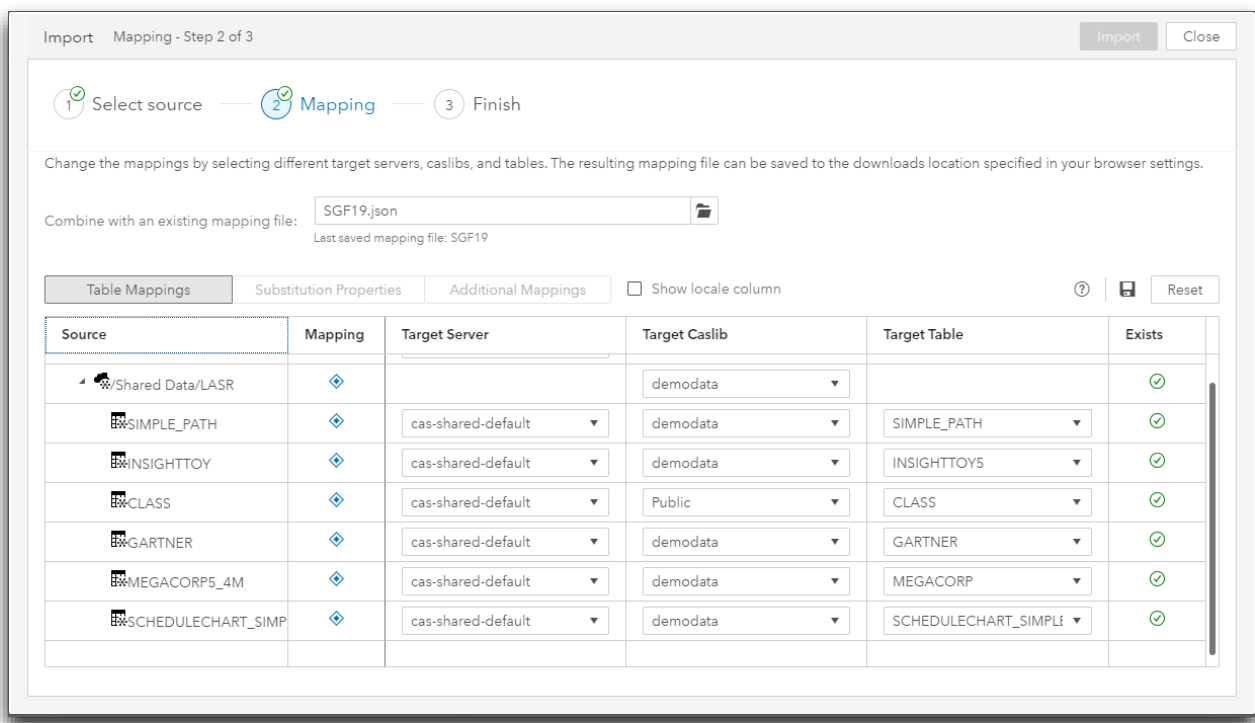 Import Mapping - Step 2 of 3 Import Close
1 Select source 2 Mapping 3 Finish
Change the mappings by selecting different target servers, caslibs, and tables. The resulting mapping file can be saved to the downloads location specified in your browser settings.
Combine with an existing mapping file: SGF19.json
Last saved mapping file: SGF19
Table Mappings Substitution Properties Additional Mappings Show locale column ? Reset
Source Mapping Target Server Target Caslib Target Table Exists
/Shared Data/LASR demodata
SIMPLE_PATH cas-shared-default demodata SIMPLE_PATH
INSIGHTTOY cas-shared-default demodata INSIGHTTOY5
CLASS cas-shared-default Public CLASS
GARTNER cas-shared-default demodata GARTNER
MEGACORP5_4M cas-shared-default demodata MEGACORP
SCHEDULECHART_SIMP cas-shared-default demodata SCHEDULECHART_SIMPLE